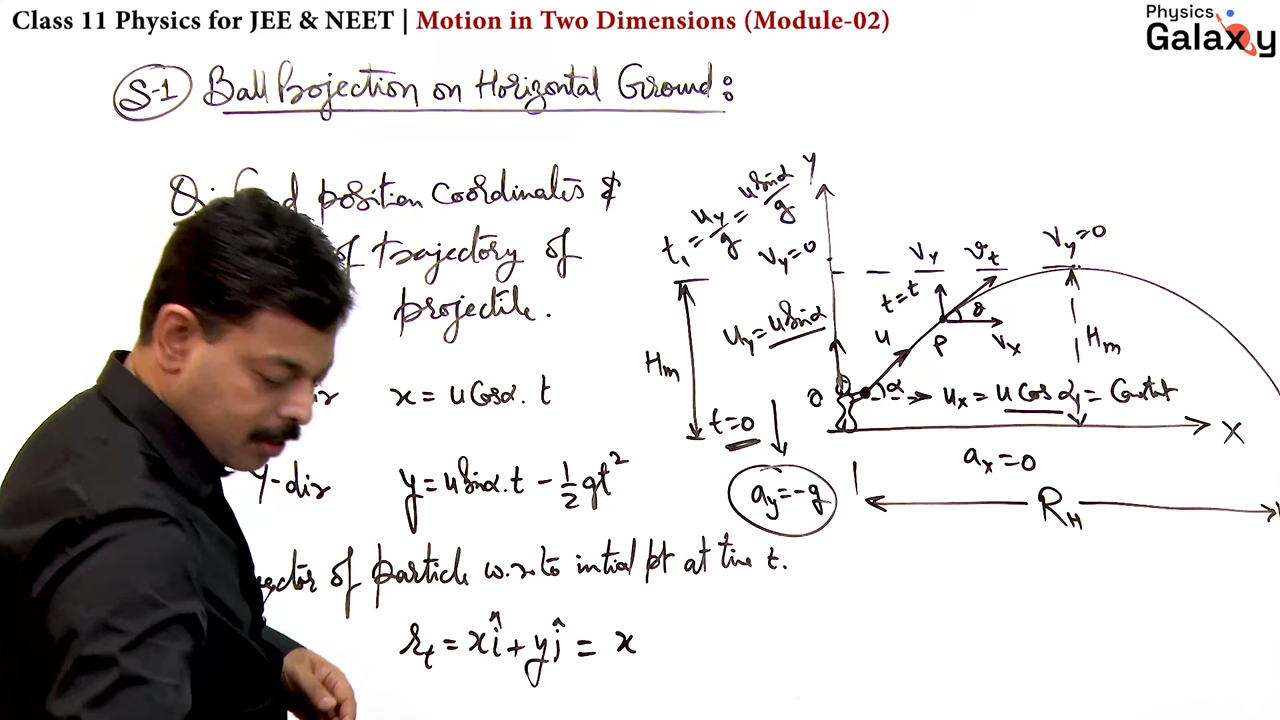 Class 11 Physics for JEE & NEET | Motion in Two Dimensions (Module-02)
Physics Galaxy
S-1 Ball Projection on Horizontal Ground :
Q: position Coordinates &
of trajectory of
projectile.
x = u Cosα. t
Y-dir y = u Sinα. t - 1/2 gt²
of particle w.r.to initial pt at time t.
r_t = xî + yĵ = x
Y
t₁ = u_y/g = u Sinα/g
v_y = 0
u_y = u Sinα
H_m
t=0
a_y = -g
O
u
α
t=t
P
v_y
v_t
θ
v_x
v_y = 0
H_m
u_x = u Cosα = Constant
X
a_x = 0
R_H